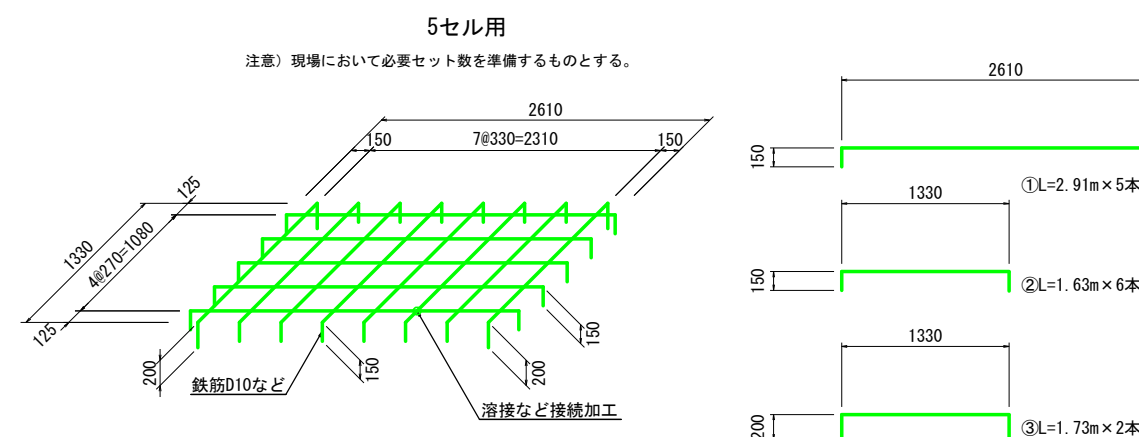 5セル用
注意）現場において必要セット数を準備するものとする。
2610
150
7@330=2310
150
125
1330
4@270=1080
125
200
鉄筋D10など
150
溶接など接続加工
200
150
2610
150
①L=2.91m×5本
1330
150
②L=1.63m×6本
1330
200
③L=1.73m×2本